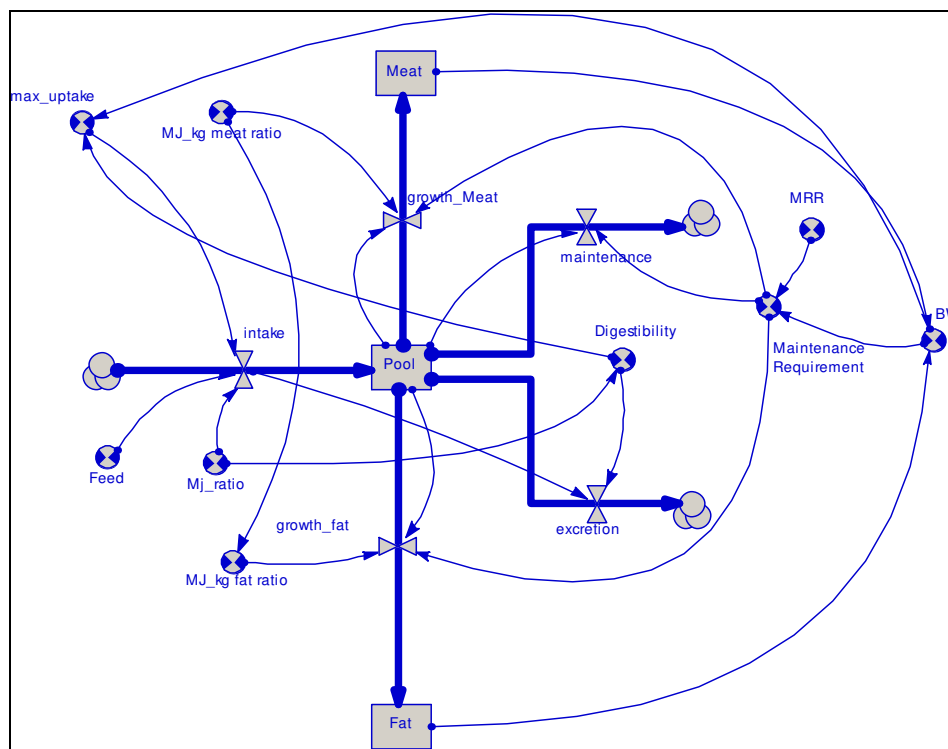 Meat
max_uptake
MJ_kg meat ratio
growth_Meat
MRR
maintenance
intake
Digestibility
Pool
Maintenance
Requirement
Feed
Mj_ratio
growth_fat
excretion
MJ_kg fat ratio
Fat